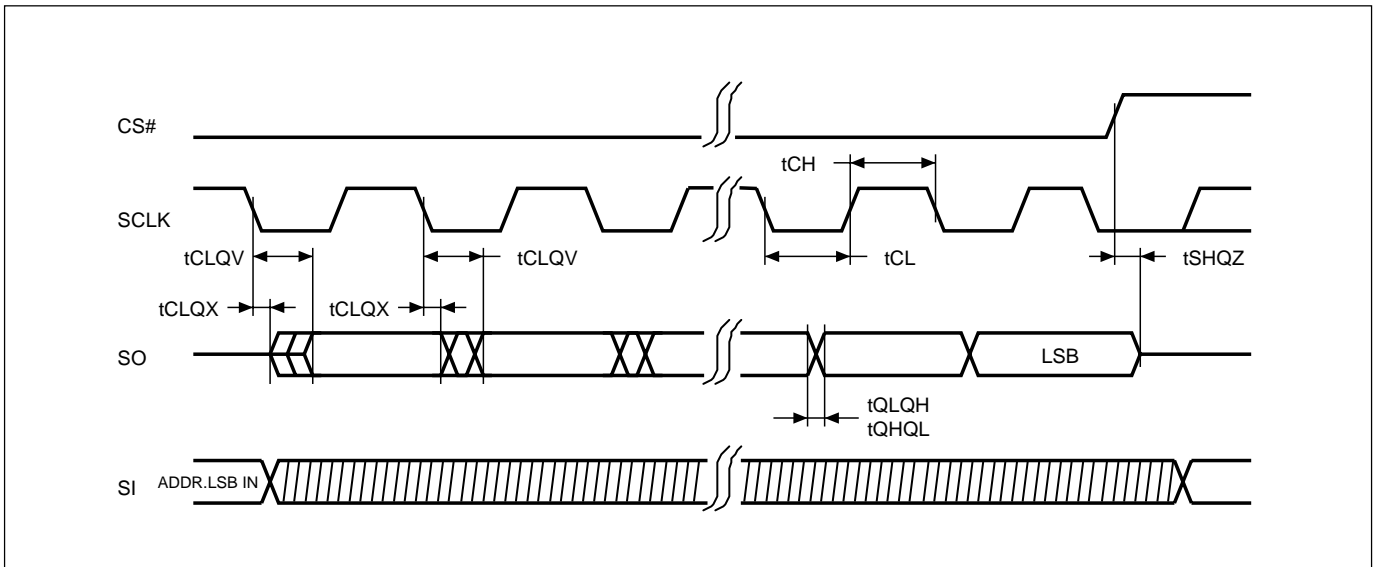 CS#
tCH
SCLK
tCLQV
tCLQV
tCL
tSHQZ
tCLQX
tCLQX
SO
LSB
tQLQH
tQHQL
SI
ADDR.LSB IN